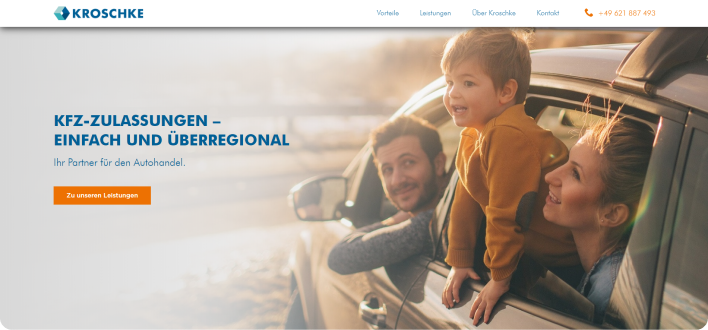 KROSCHKE
Vorteile
Leistungen
Über Kroschke
Kontakt
+49 621 887 493
KFZ-ZULASSUNGEN –
EINFACH UND ÜBERREGIONAL
Ihr Partner für den Autohandel.
Zu unseren Leistungen